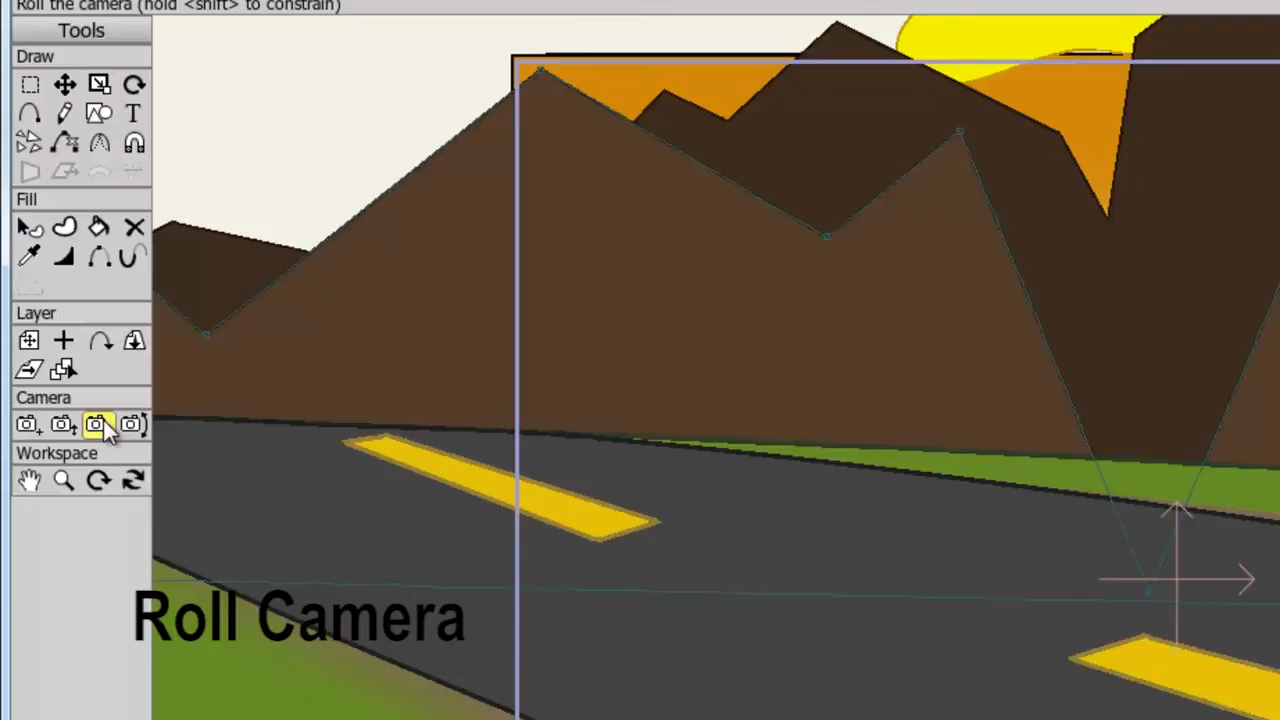 Roll the camera (hold <shift> to constrain)
Tools
Draw
T
Fill
Layer
Camera
Workspace
Roll Camera